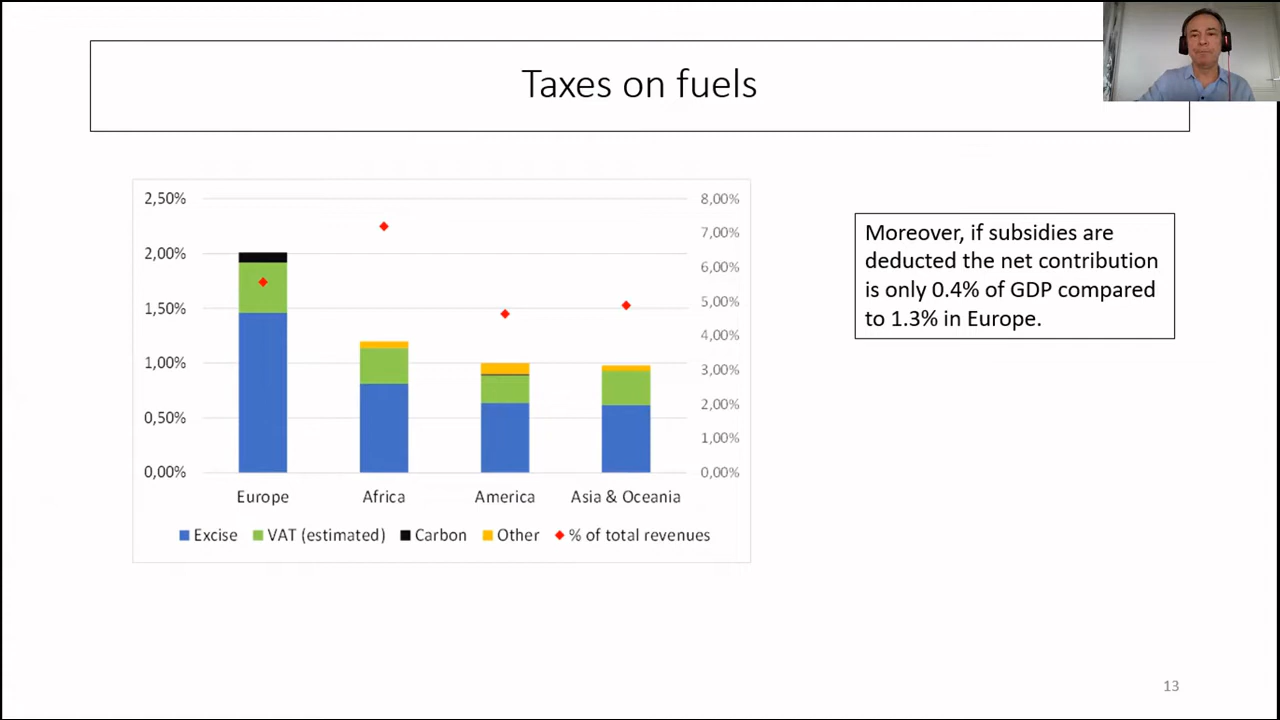 Taxes on fuels
2,50%
2,00%
1,50%
1,00%
0,50%
0,00%
8,00%
7,00%
6,00%
5,00%
4,00%
3,00%
2,00%
1,00%
0,00%
Europe Africa America Asia & Oceania
Excise VAT (estimated) Carbon Other % of total revenues
Moreover, if subsidies are
deducted the net contribution
is only 0.4% of GDP compared
to 1.3% in Europe.
13